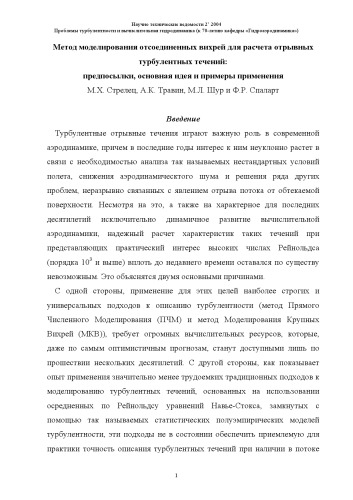 Научно технические ведомости 2' 2004
Проблемы турбулентности и вычислительная гидродинамика (к 70-летию кафедры «Гидроаэродинамика»)
Метод моделирования отсоединенных вихрей для расчета отрывных
турбулентных течений:
предпосылки, основная идея и примеры применения
М.Х. Стрелец, А.К. Травин, М.Л. Шур и Ф.Р. Спаларт
Введение
Турбулентные отрывные течения играют важную роль в современной
аэродинамике, причем в последние годы интерес к ним неуклонно растет в
связи с необходимостью анализа так называемых нестандартных условий
полета, снижения аэродинамического шума и решения ряда других
проблем, неразрывно связанных с явлением отрыва потока от обтекаемой
поверхности. Несмотря на это, а также на характерное для последних
десятилетий исключительно динамичное развитие вычислительной
аэродинамики, надежный расчет характеристик таких течений при
представляющих практический интерес высоких числах Рейнольдса
(порядка 10⁵ и выше) вплоть до недавнего времени оставался по существу
невозможным. Это объясняется двумя основными причинами.
С одной стороны, применение для этих целей наиболее строгих и
универсальных подходов к описанию турбулентности (метод Прямого
Численного Моделирования (ПЧМ) и метод Моделирования Крупных
Вихрей (МКВ)), требует огромных вычислительных ресурсов, которые,
даже по самым оптимистичным прогнозам, станут доступными лишь по
прошествии нескольких десятилетий. С другой стороны, как показывает
опыт применения значительно менее трудоемких традиционных подходов к
моделированию турбулентных течений, основанных на использовании
осредненных по Рейнольдсу уравнений Навье-Стокса, замкнутых с
помощью так называемых статистических полуэмпирических моделей
турбулентности, эти подходы не в состоянии обеспечить приемлемую для
практики точность описания турбулентных течений при наличии в потоке
1